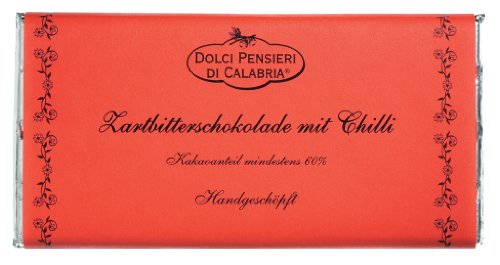 DOLCI PENSIERI
DI CALABRIA®
Zartbitterschokolade mit Chilli
Kakaoanteil mindestens 60%
Handgeschöpft